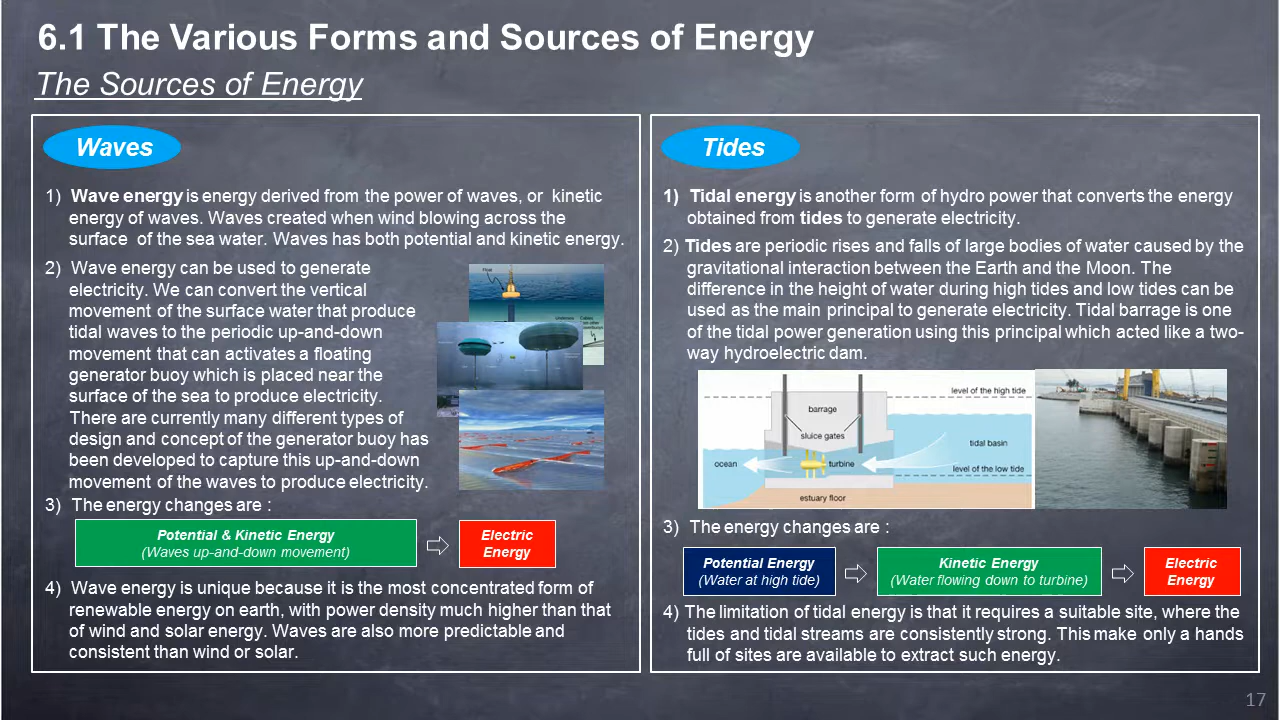 6.1 The Various Forms and Sources of Energy
The Sources of Energy
Waves
1) Wave energy is energy derived from the power of waves, or kinetic
energy of waves. Waves created when wind blowing across the
surface of the sea water. Waves has both potential and kinetic energy.
2) Wave energy can be used to generate
electricity. We can convert the vertical
movement of the surface water that produce
tidal waves to the periodic up-and-down
movement that can activates a floating
generator buoy which is placed near the
surface of the sea to produce electricity.
There are currently many different types of
design and concept of the generator buoy has
been developed to capture this up-and-down
movement of the waves to produce electricity.
Float
3) The energy changes are :
Potential & Kinetic Energy
(Waves up-and-down movement)
Electric
Energy
4) Wave energy is unique because it is the most concentrated form of
renewable energy on earth, with power density much higher than that
of wind and solar energy. Waves are also more predictable and
consistent than wind or solar.
Tides
1) Tidal energy is another form of hydro power that converts the energy
obtained from tides to generate electricity.
2) Tides are periodic rises and falls of large bodies of water caused by the
gravitational interaction between the Earth and the Moon. The
difference in the height of water during high tides and low tides can be
used as the main principal to generate electricity. Tidal barrage is one
of the tidal power generation using this principal which acted like a two-
way hydroelectric dam.
level of the high tide
barrage
sluice gates
tidal basin
ocean
turbine
level of the low tide
estuary floor
3) The energy changes are :
Potential Energy
(Water at high tide)
Kinetic Energy
(Water flowing down to turbine)
Electric
Energy
4) The limitation of tidal energy is that it requires a suitable site, where the
tides and tidal streams are consistently strong. This make only a hands
full of sites are available to extract such energy.
17